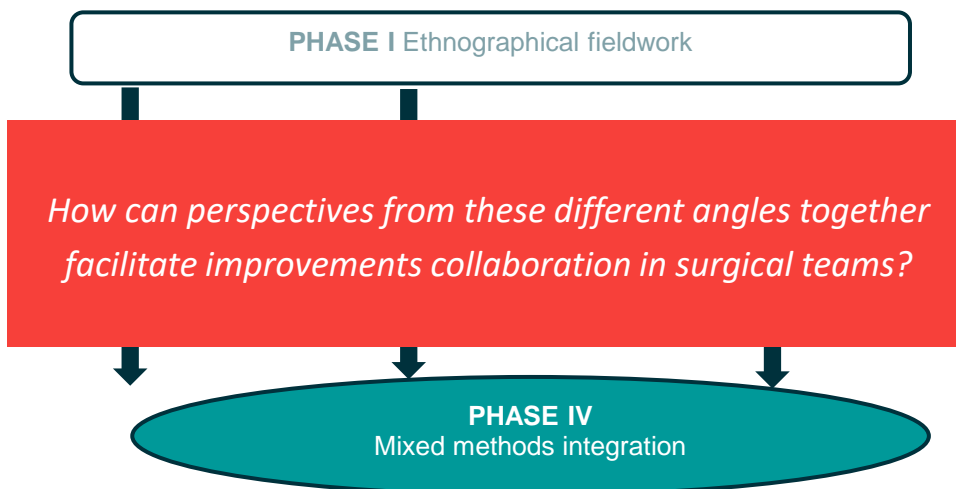 PHASE I Ethnographical fieldwork
How can perspectives from these different angles together
facilitate improvements collaboration in surgical teams?
PHASE IV
Mixed methods integration